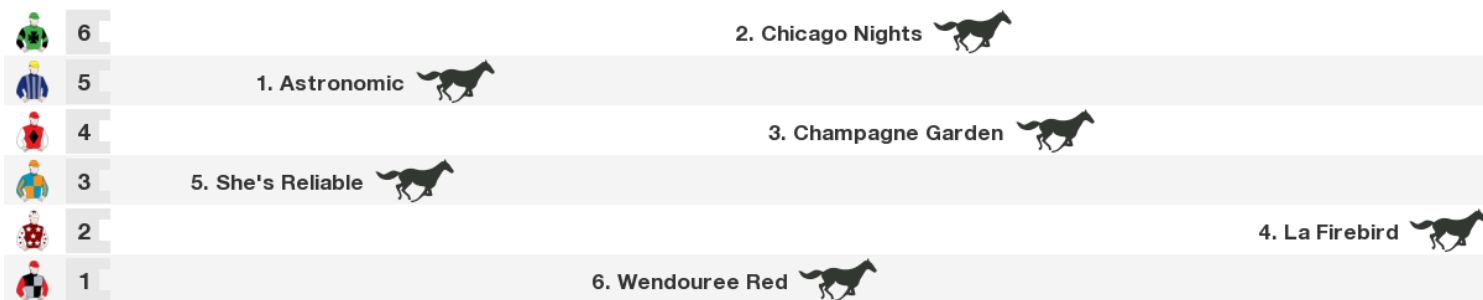 6 2. Chicago Nights
5 1. Astronomic
4 3. Champagne Garden
3 5. She's Reliable
2 4. La Firebird
1 6. Wendouree Red